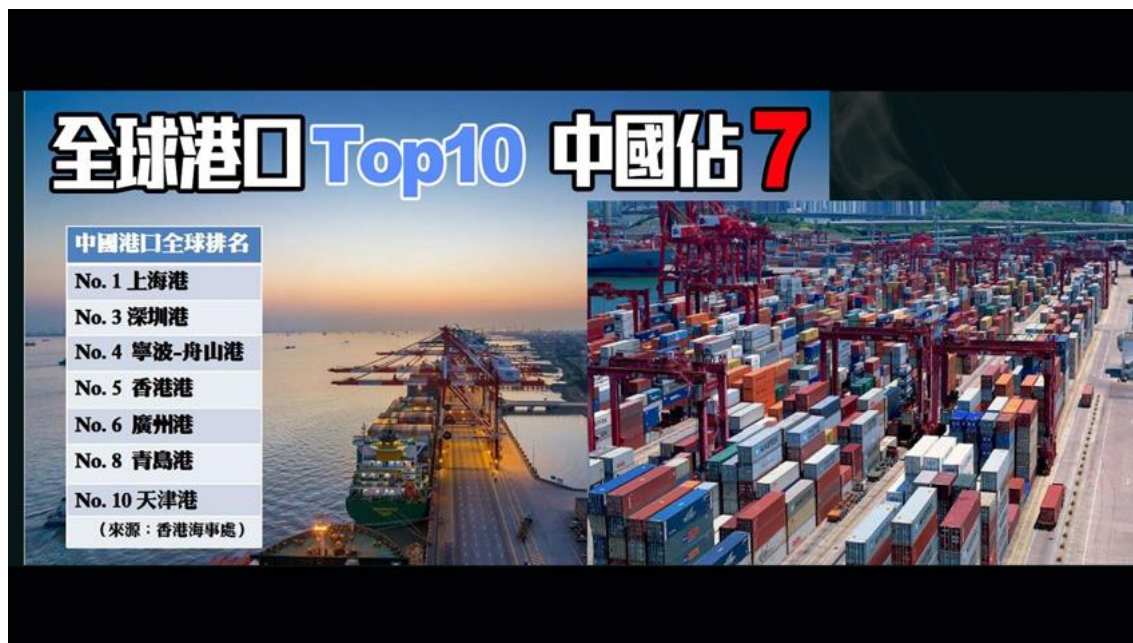 全球港口Top10 中國佔7
中國港口全球排名
No. 1 上海港
No. 3 深圳港
No. 4 寧波-舟山港
No. 5 香港港
No. 6 廣州港
No. 8 青島港
No. 10 天津港
（來源：香港海事處）